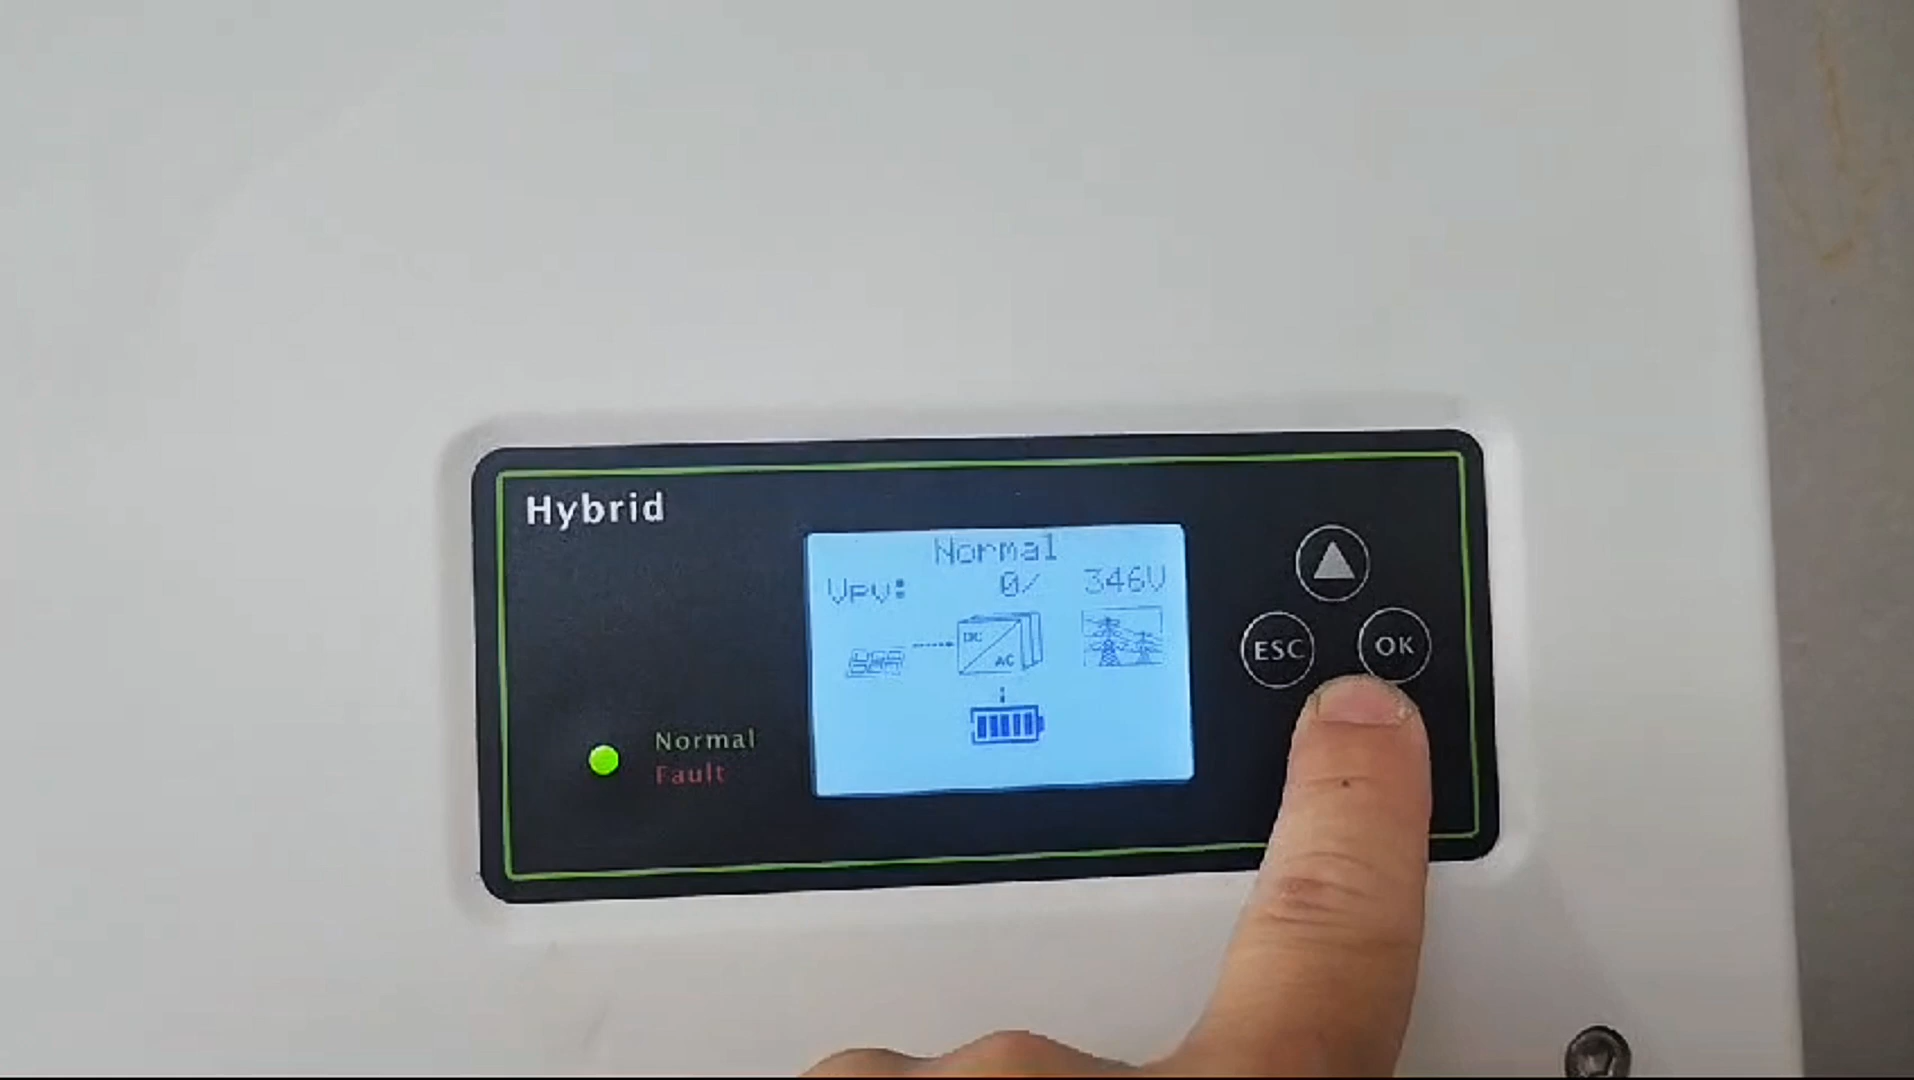 Hybrid
Normal
Vpv: 0/ 346V
DC
AC
ESC
OK
Normal
Fault